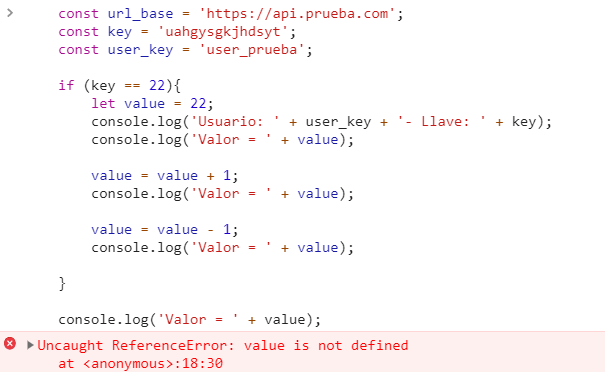 const url_base = 'https://api.prueba.com';
const key = 'uahgysgkjhdsyt';
const user_key = 'user_prueba';
if (key == 22){
let value = 22;
console.log('Usuario: ' + user_key + '- Llave: ' + key);
console.log('Valor = ' + value);
value = value + 1;
console.log('Valor = ' + value);
value = value - 1;
console.log('Valor = ' + value);
}
console.log('Valor = ' + value);
Uncaught ReferenceError: value is not defined
at <anonymous>:18:30